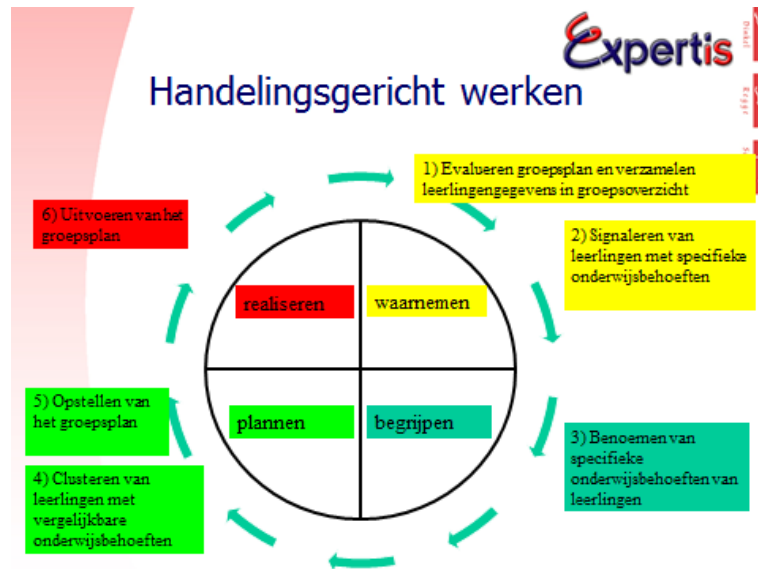 Expertis
Dinkel
Regge
Handelingsgericht werken
1) Evalueren groepsplan en verzamelen
leerlingengegevens in groepsoverzicht
2) Signaleren van
leerlingen met specifieke
onderwijsbehoeften
3) Benoemen van
specifieke
onderwijsbehoeften van
leerlingen
4) Clusteren van
leerlingen met
vergelijkbare
onderwijsbehoeften
5) Opstellen van
het groepsplan
6) Uitvoeren van het
groepsplan
realiseren
waarnemen
plannen
begrijpen